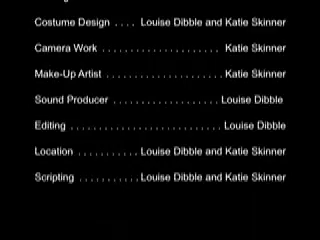 Costume Design .... Louise Dibble and Katie Skinner
Camera Work ..................... Katie Skinner
Make-Up Artist ..................... Katie Skinner
Sound Producer ................... Louise Dibble
Editing ........................... Louise Dibble
Location ........... Louise Dibble and Katie Skinner
Scripting ........... Louise Dibble and Katie Skinner